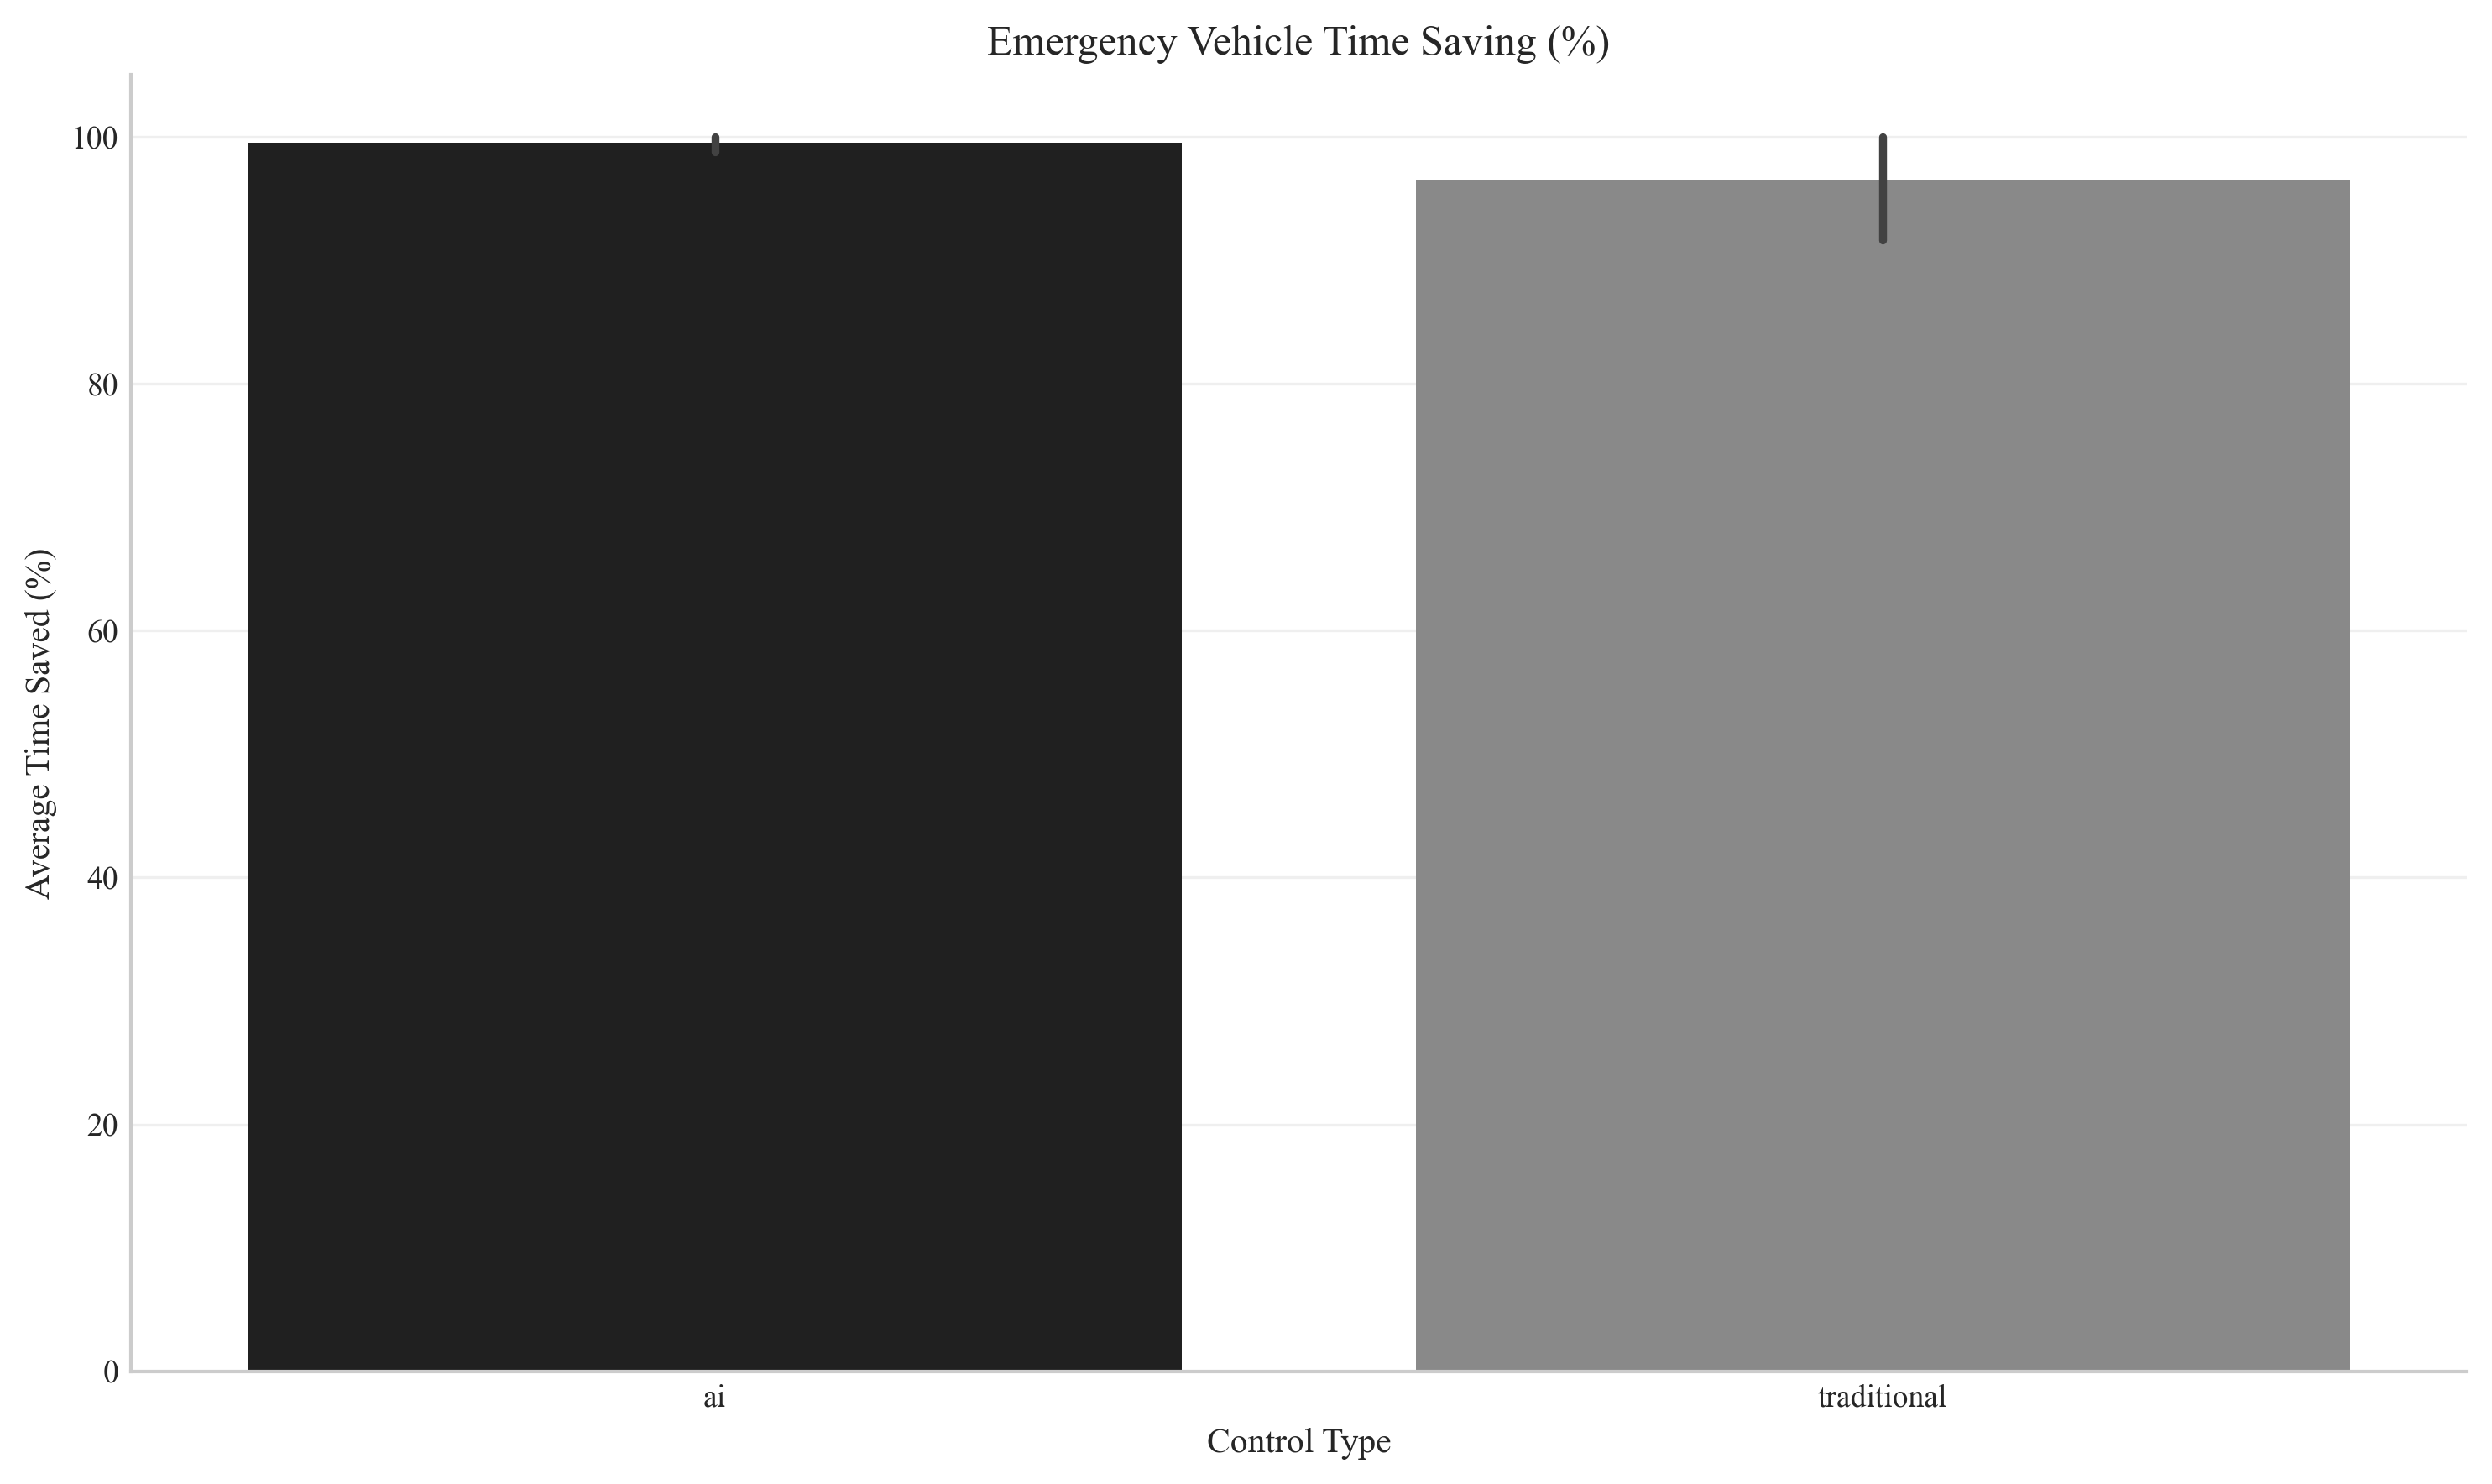 Emergency Vehicle Time Saving (%)
Average Time Saved (%)
100
80
60
40
20
0
ai
traditional
Control Type